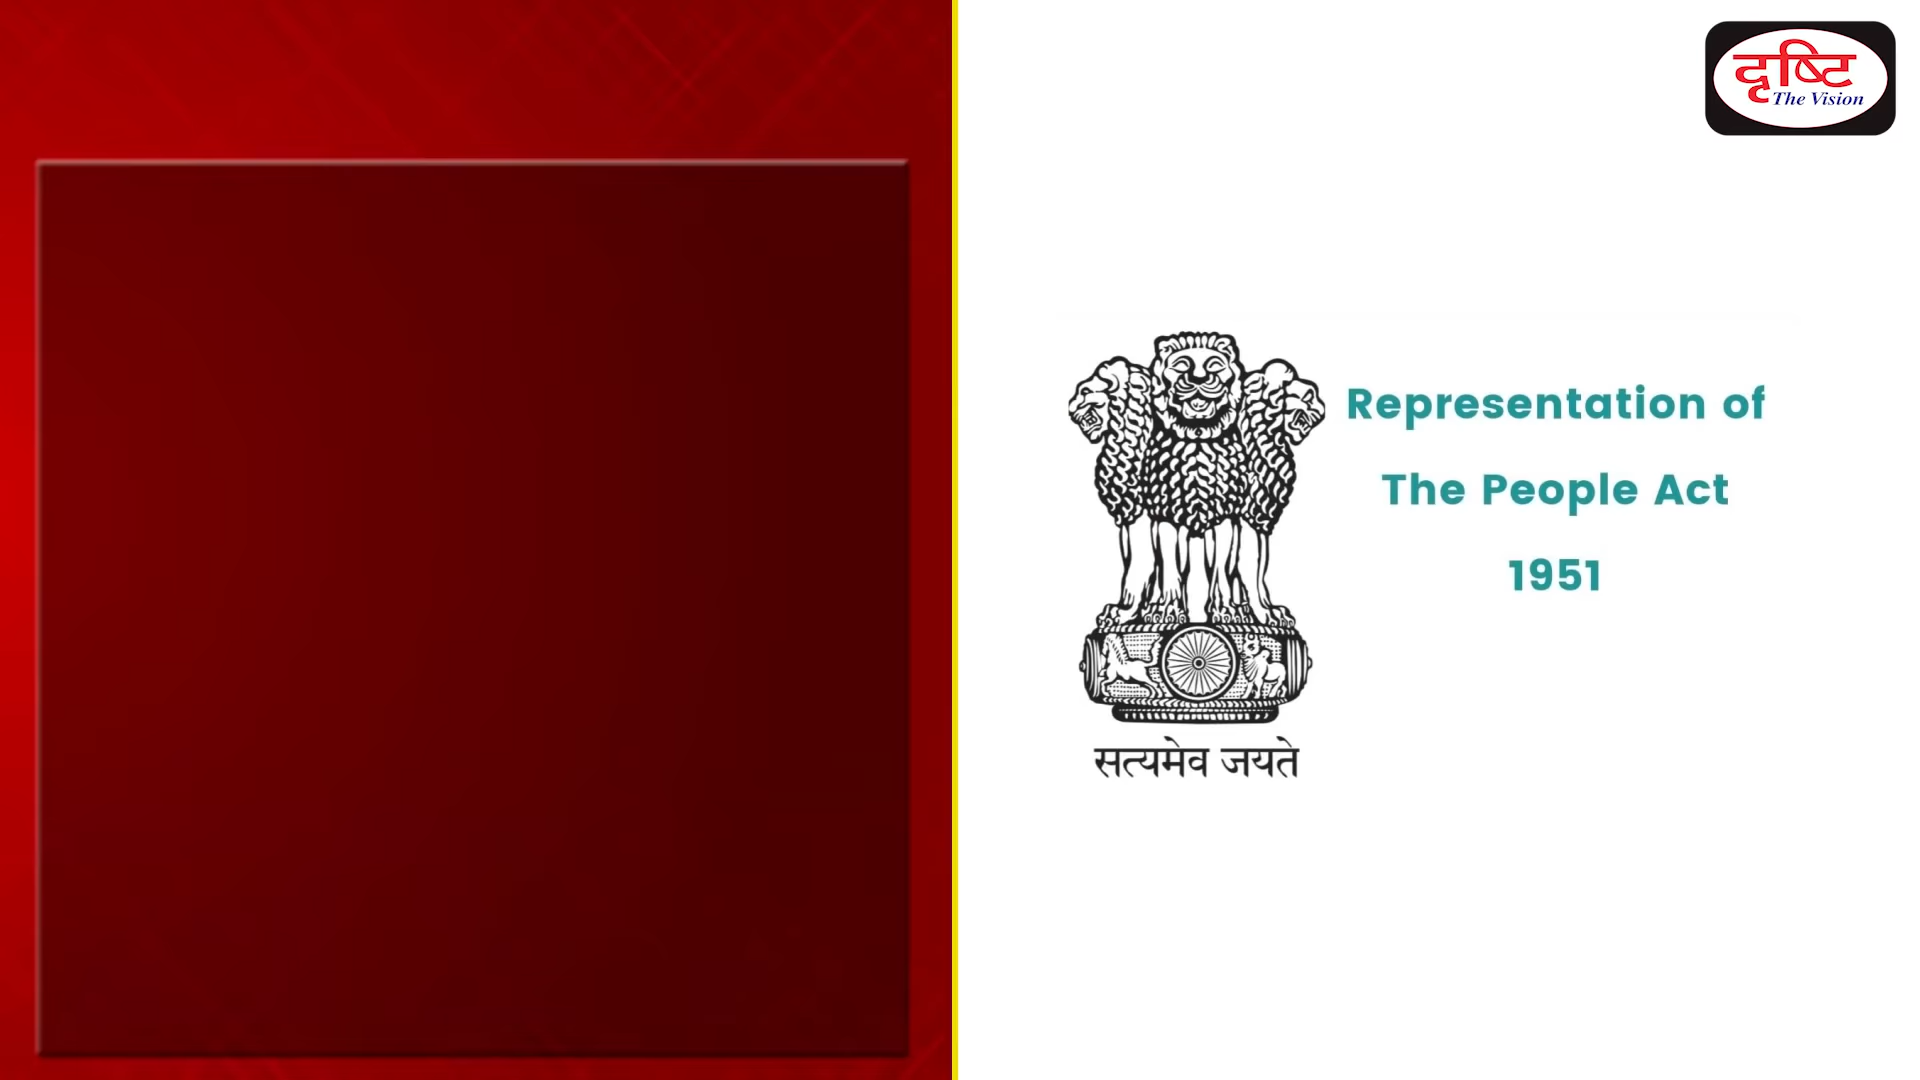 दृष्टि
The Vision
Representation of
The People Act
1951
सत्यमेव जयते